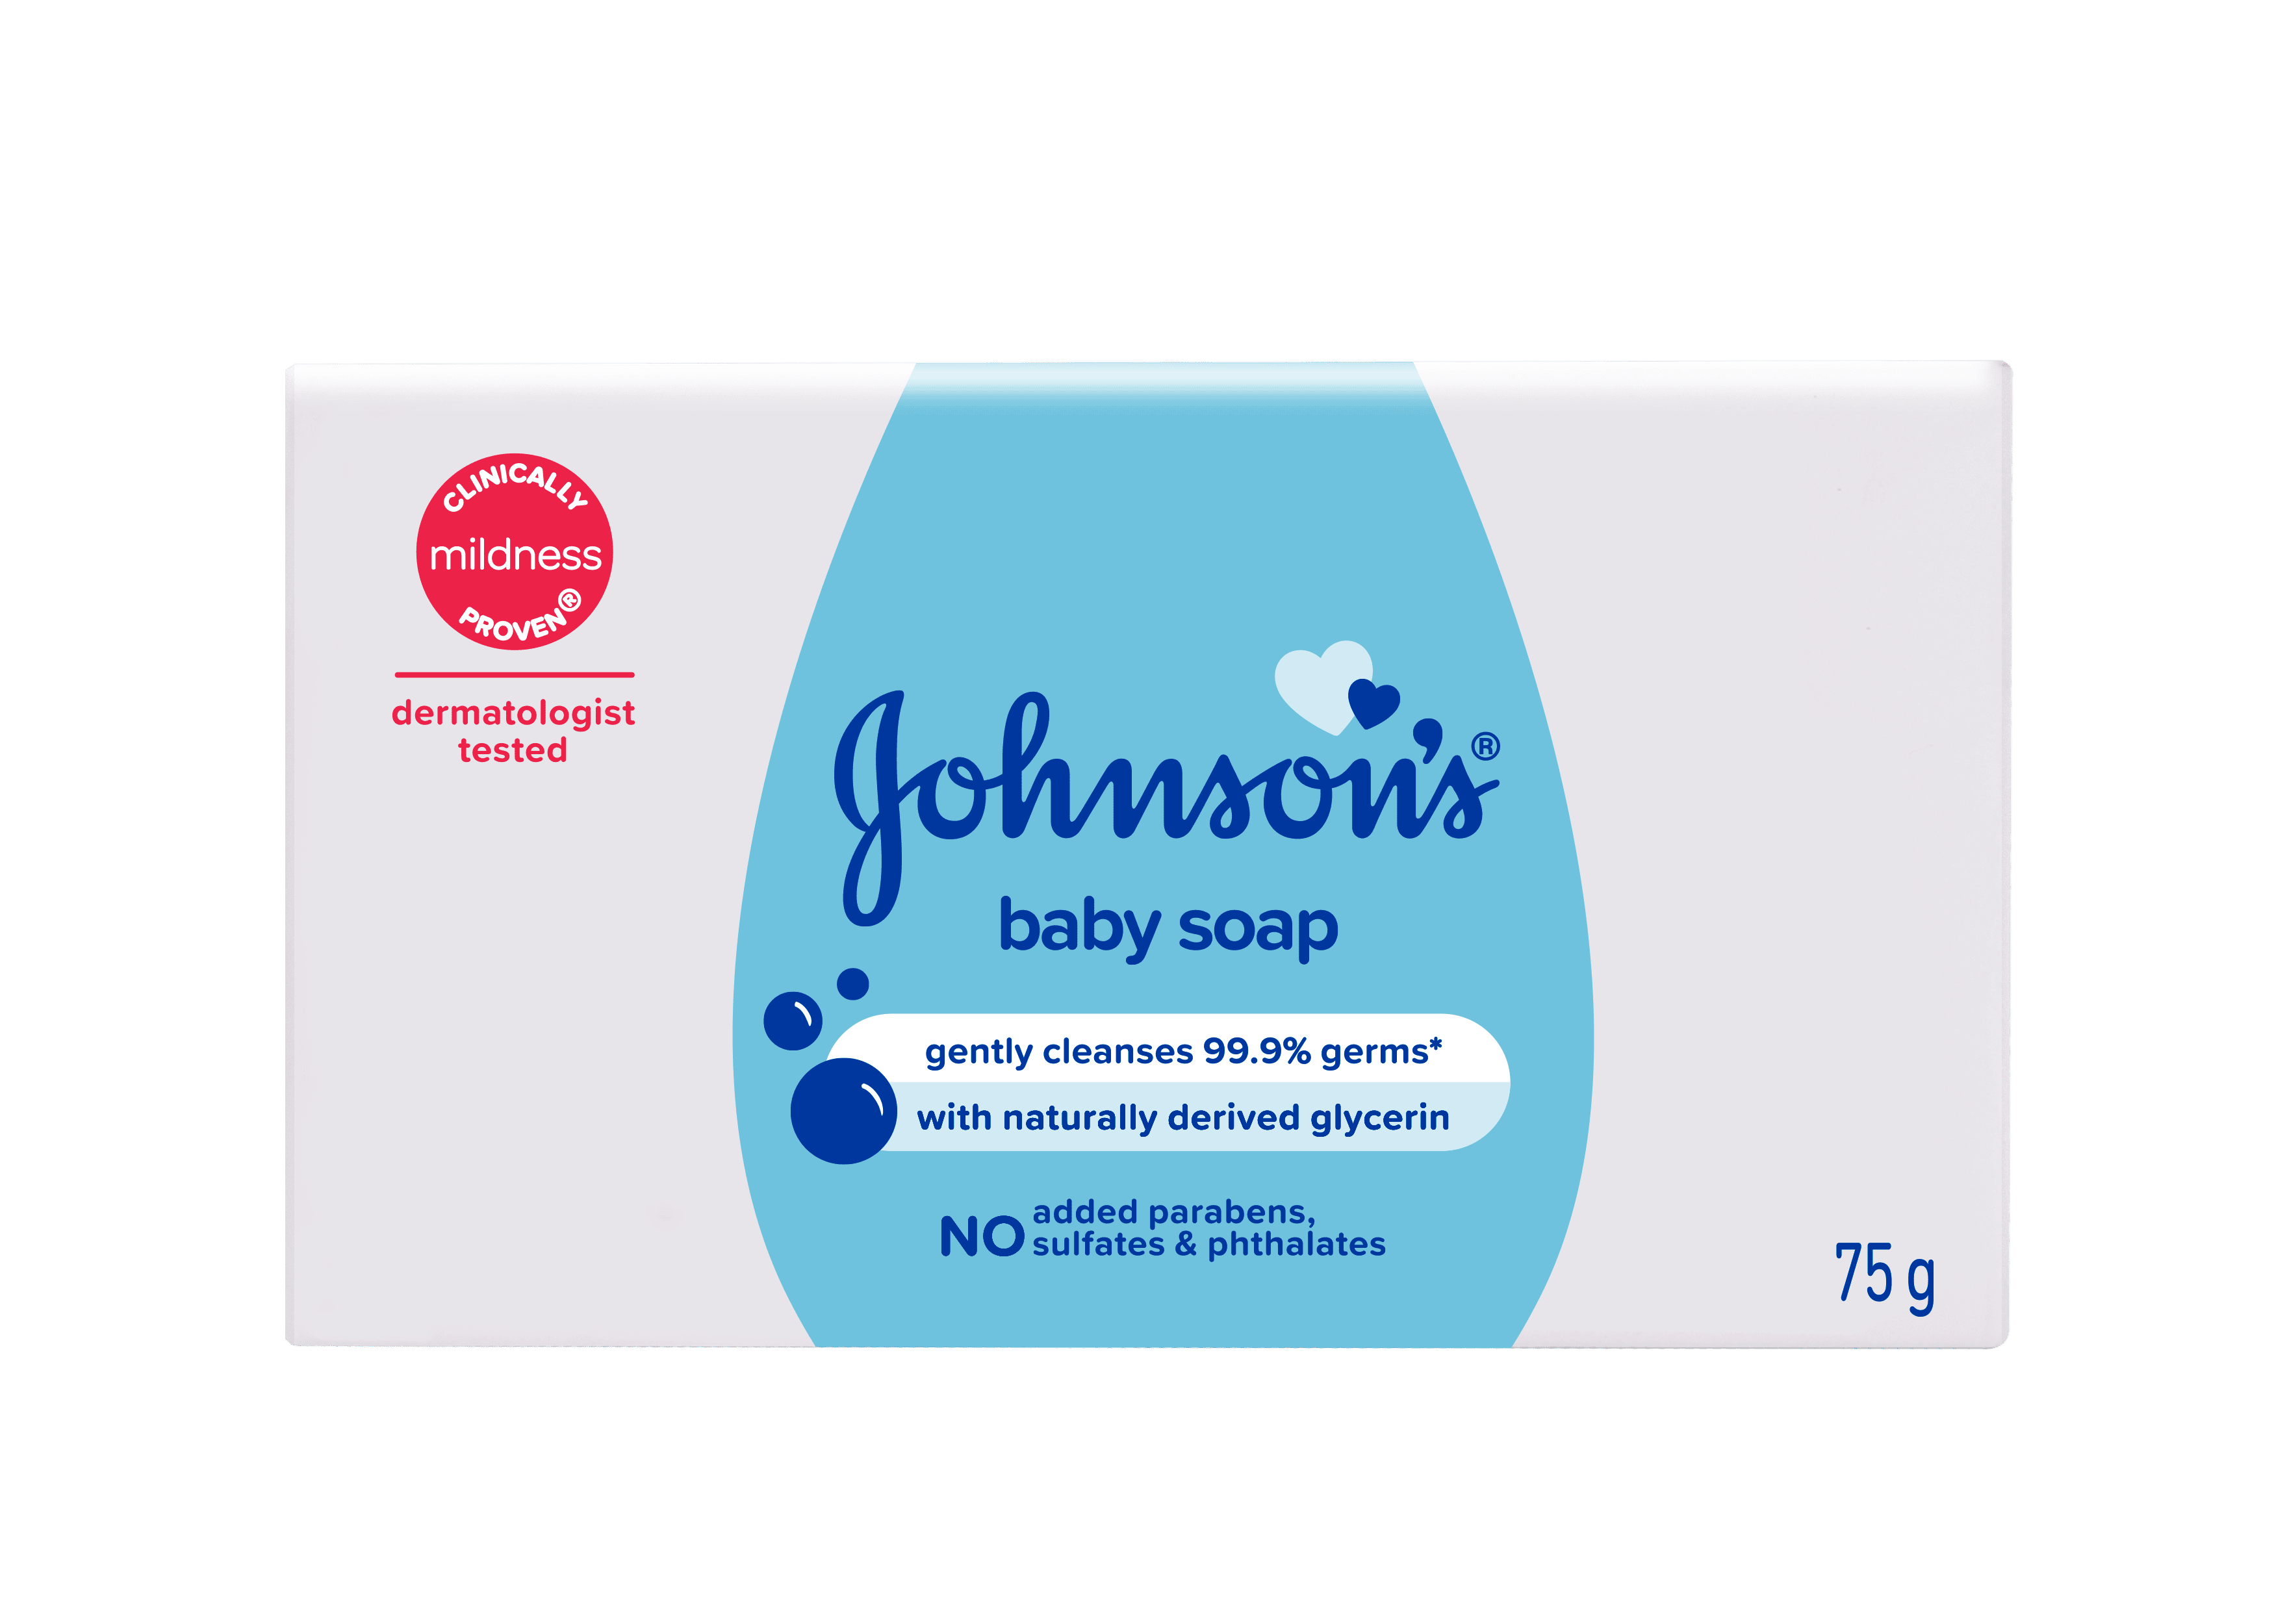 CLINICALLY
mildness
PROVEN®
dermatologist
tested
Johnson's®
baby soap
gently cleanses 99.9% germs*
with naturally derived glycerin
NO added parabens,
sulfates & phthalates
75 g